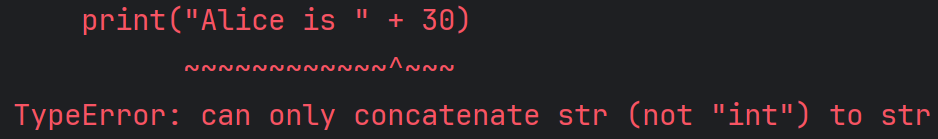 print("Alice is " + 30)
~~~~~~~~~~~~^~~~
TypeError: can only concatenate str (not "int") to str